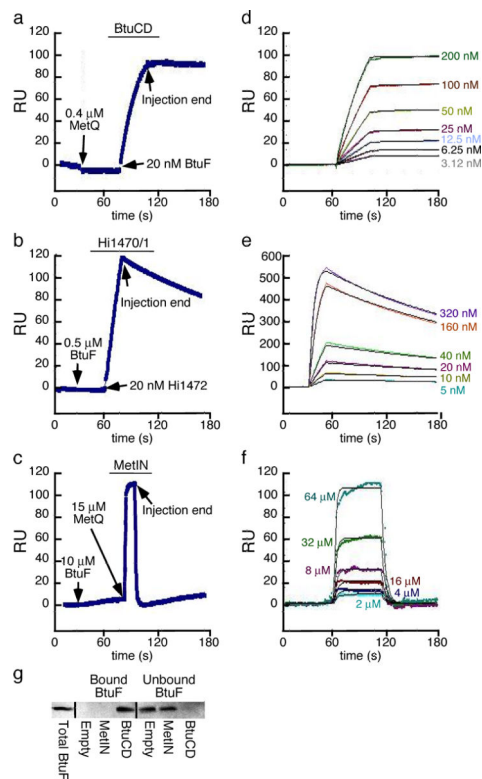 a
BtuCD
RU
120
100
80
60
40
20
0
0.4 µM
MetQ
Injection end
20 nM BtuF
0 60 120 180
time (s)
d
RU
120
100
80
60
40
20
0
200 nM
100 nM
50 nM
25 nM
12.5 nM
6.25 nM
3.12 nM
0 60 120 180
time (s)
b
Hi1470/1
RU
120
100
80
60
40
20
0
0.5 µM
BtuF
Injection end
20 nM Hi1472
0 60 120 180
time (s)
e
RU
600
500
400
300
200
100
0
320 nM
160 nM
40 nM
20 nM
10 nM
5 nM
0 60 120 180
time (s)
c
MetIN
RU
120
100
80
60
40
20
0
15 µM
MetQ
10 µM
BtuF
Injection end
0 60 120 180
time (s)
f
RU
120
100
80
60
40
20
0
64 µM
32 µM
8 µM
16 µM
4 µM
2 µM
0 60 120 180
time (s)
g
Bound
BtuF
Unbound
BtuF
Total BtuF
Empty
MetIN
BtuCD
Empty
MetIN
BtuCD